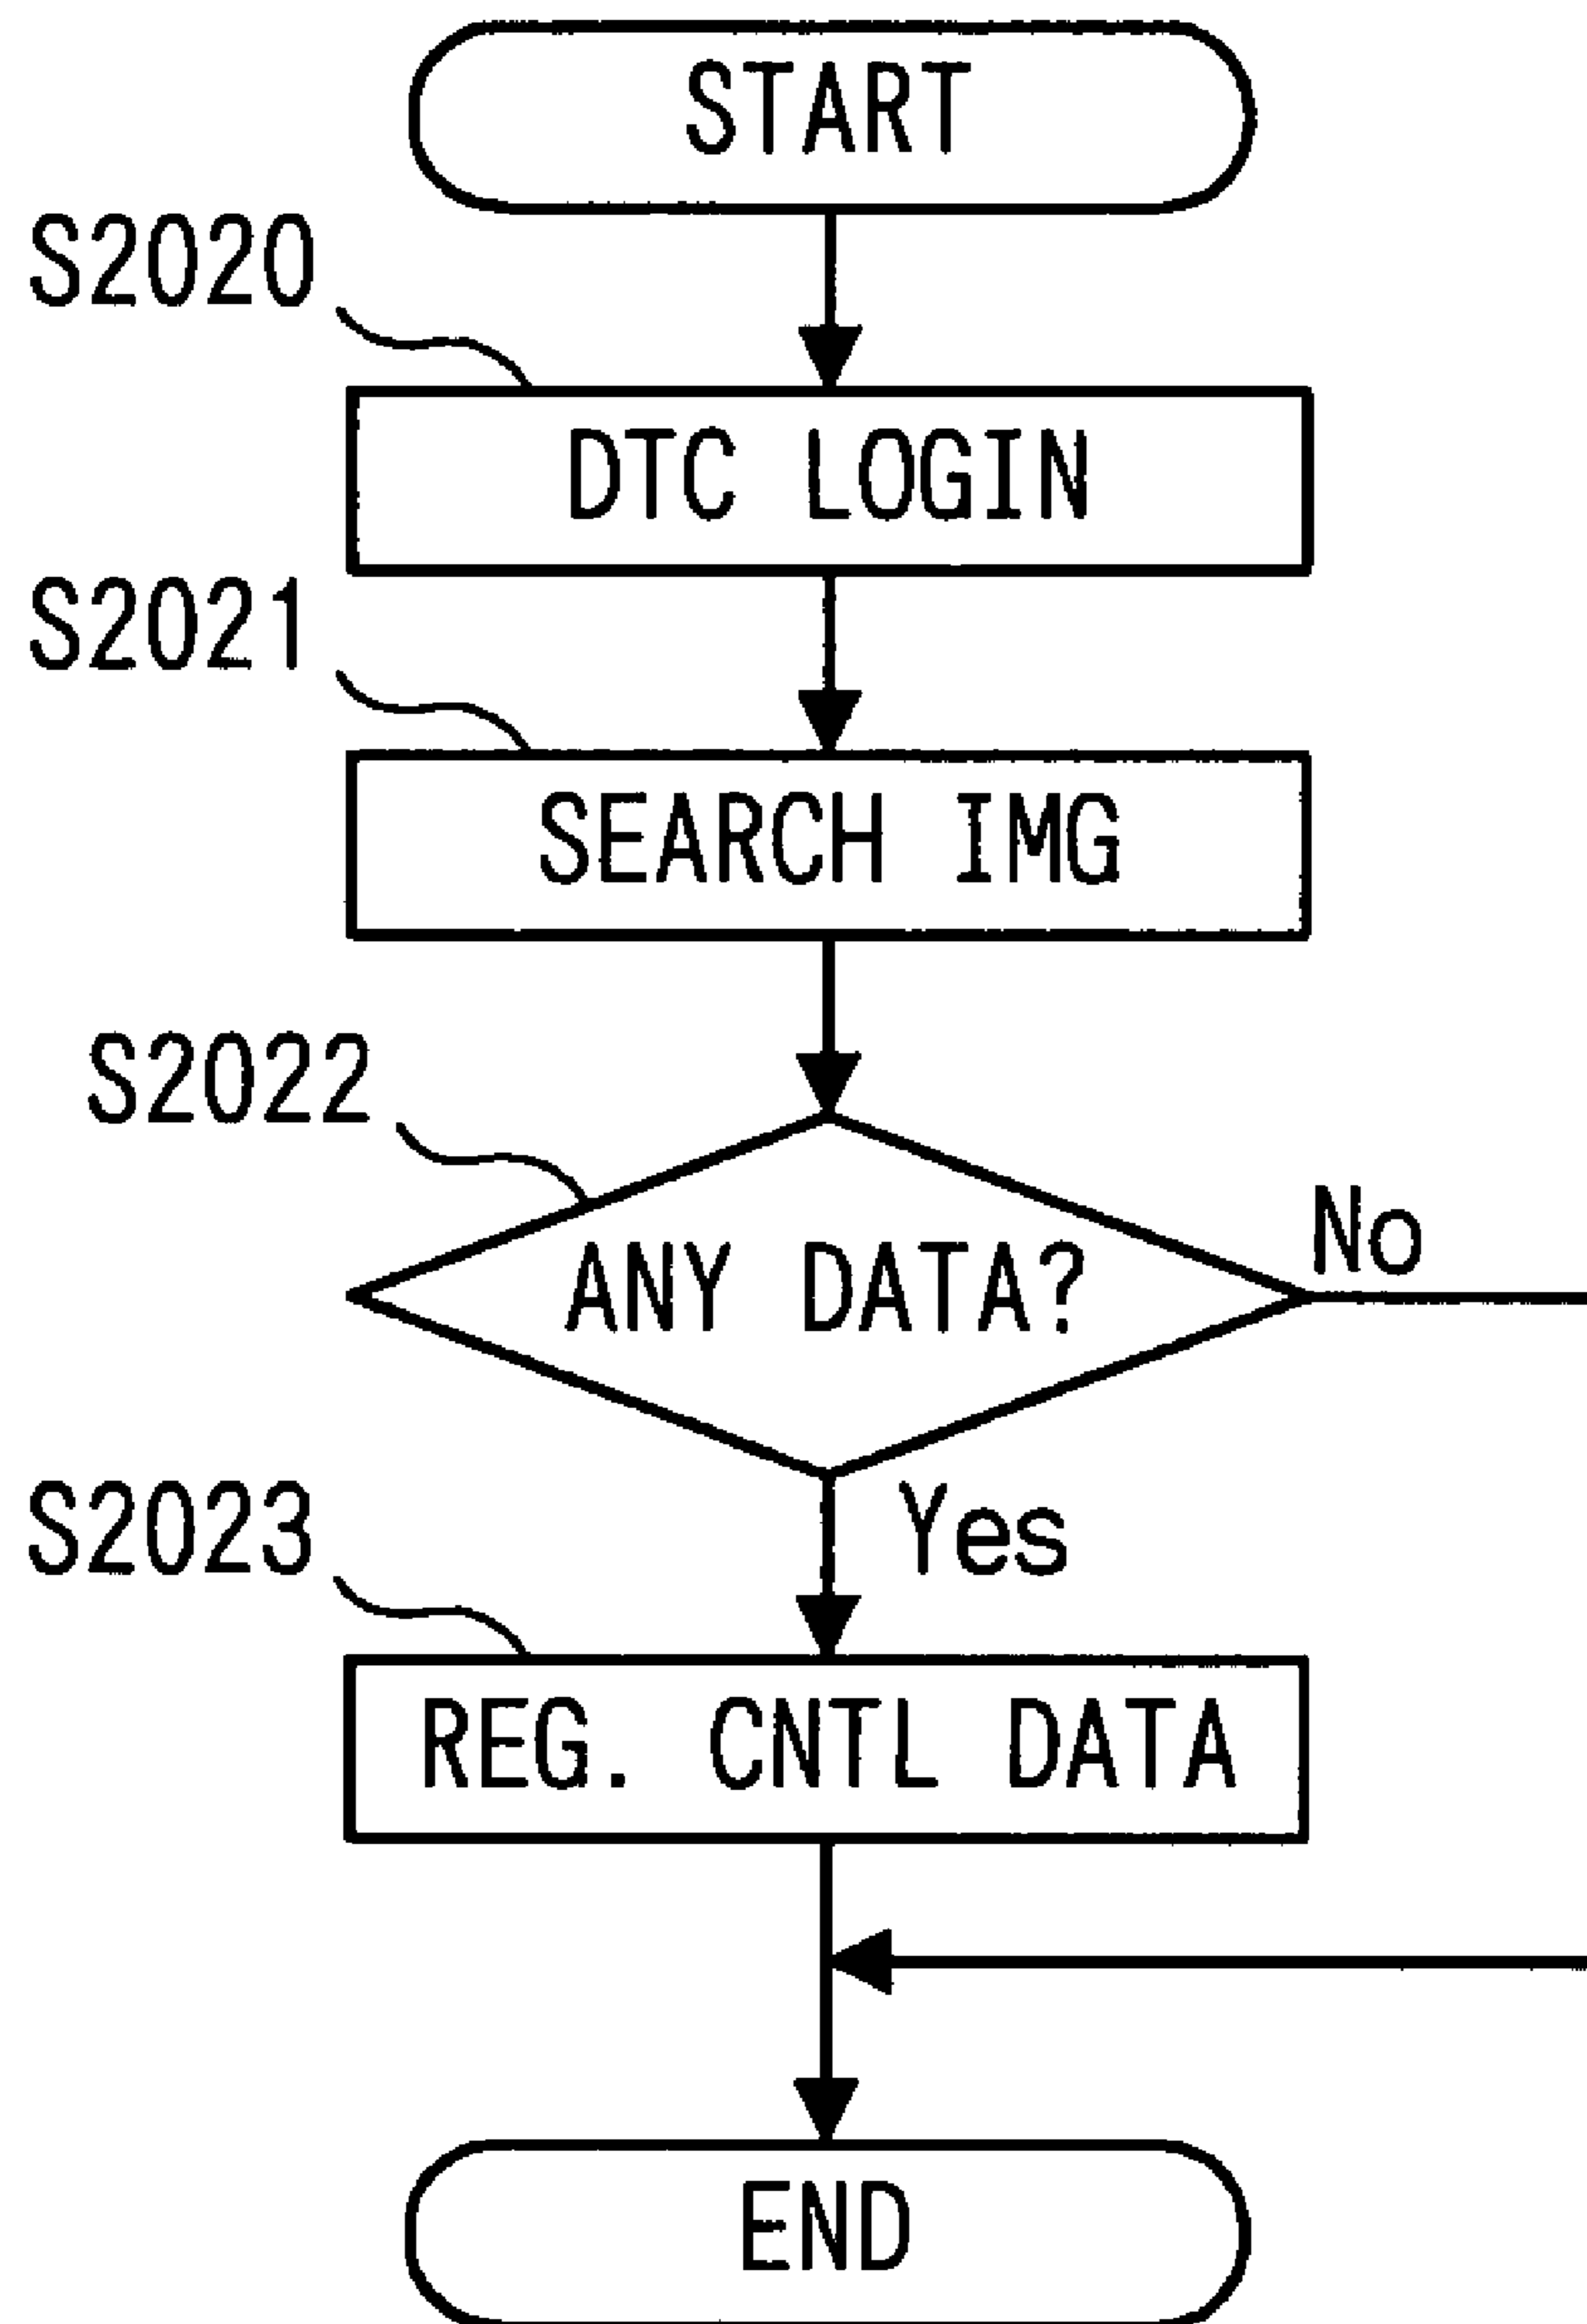 START
S2020
DTC LOGIN
S2021
SEARCH IMG
S2022
ANY DATA?
No
Yes
S2023
REG. CNTL DATA
END